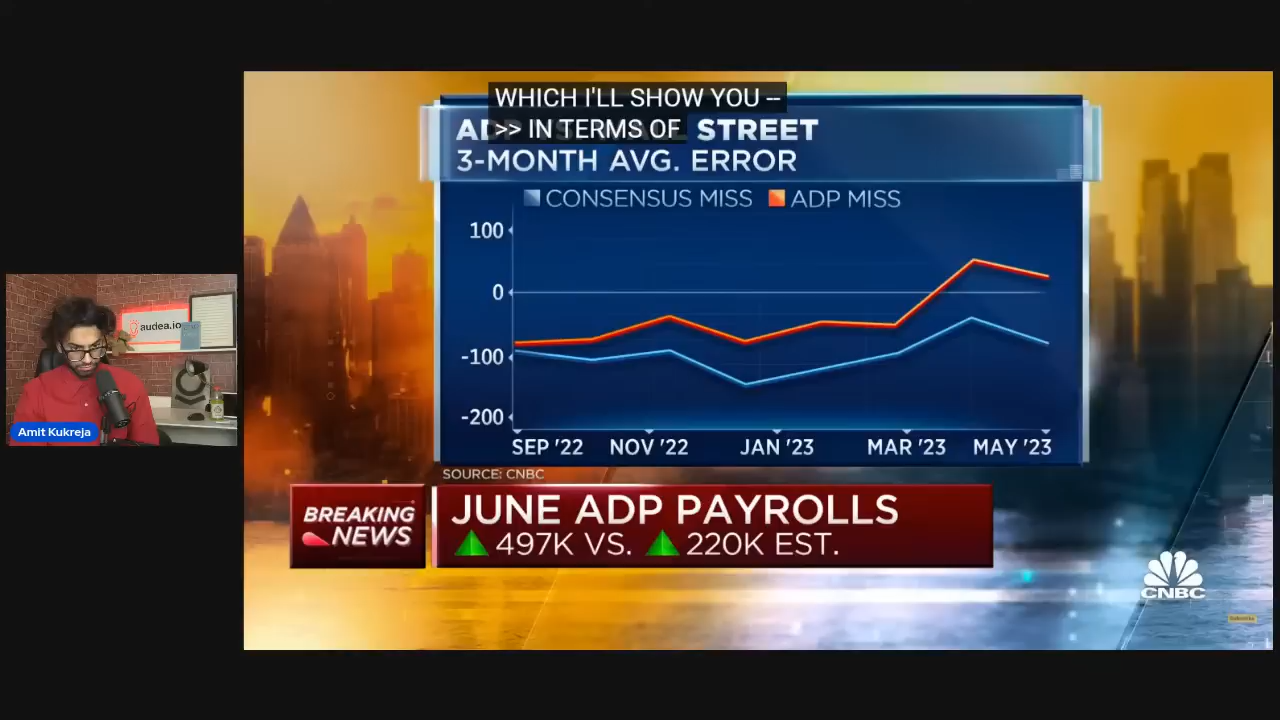 WHICH I'LL SHOW YOU –
>> IN TERMS OF
STREET
3-MONTH AVG. ERROR
CONSENSUS MISS ADP MISS
100
0
-100
-200
SEP '22 NOV '22 JAN '23 MAR '23 MAY '23
SOURCE: CNBC
BREAKING
NEWS
JUNE ADP PAYROLLS
497K VS. 220K EST.
CNBC
audea.io
Amit Kukreja